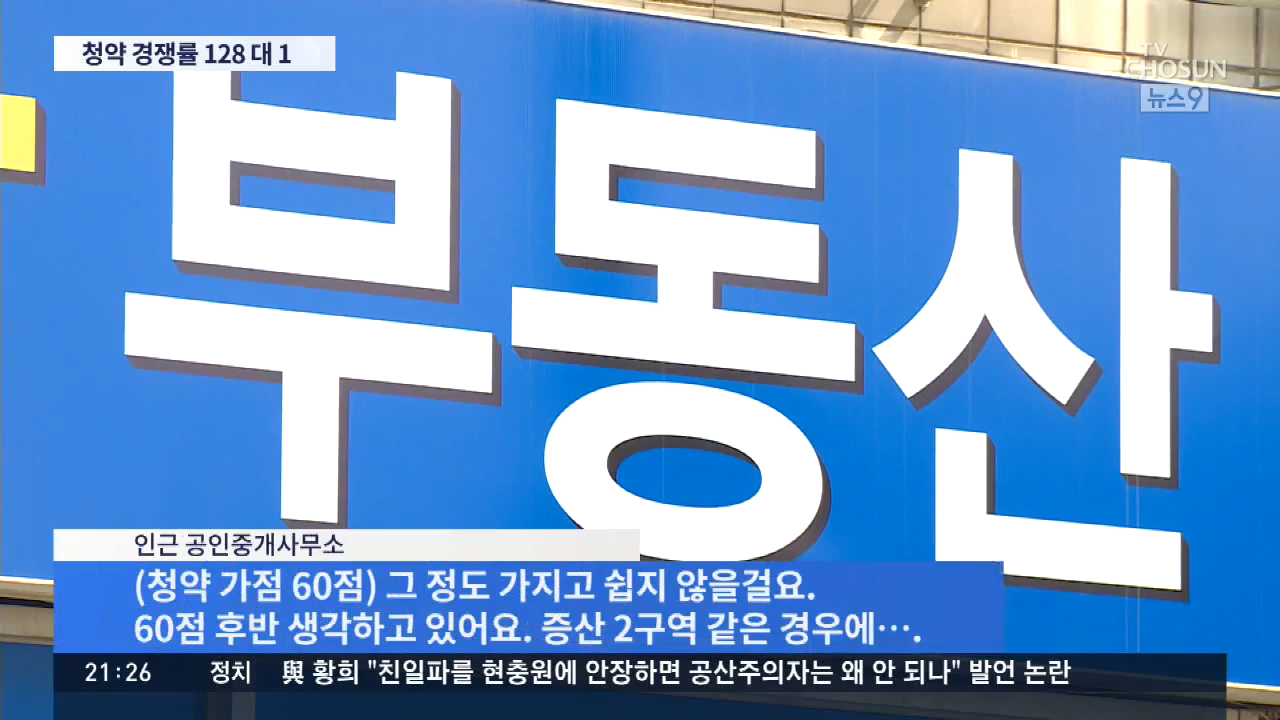 청약 경쟁률 128 대 1
TV
CHOSUN
뉴스9
부동산
인근 공인중개사무소
(청약 가점 60점) 그 정도 가지고 쉽지 않을걸요.
60점 후반 생각하고 있어요. 증산 2구역 같은 경우에….
21:26 정치 與 황희 "친일파를 현충원에 안장하면 공산주의자는 왜 안 되나" 발언 논란